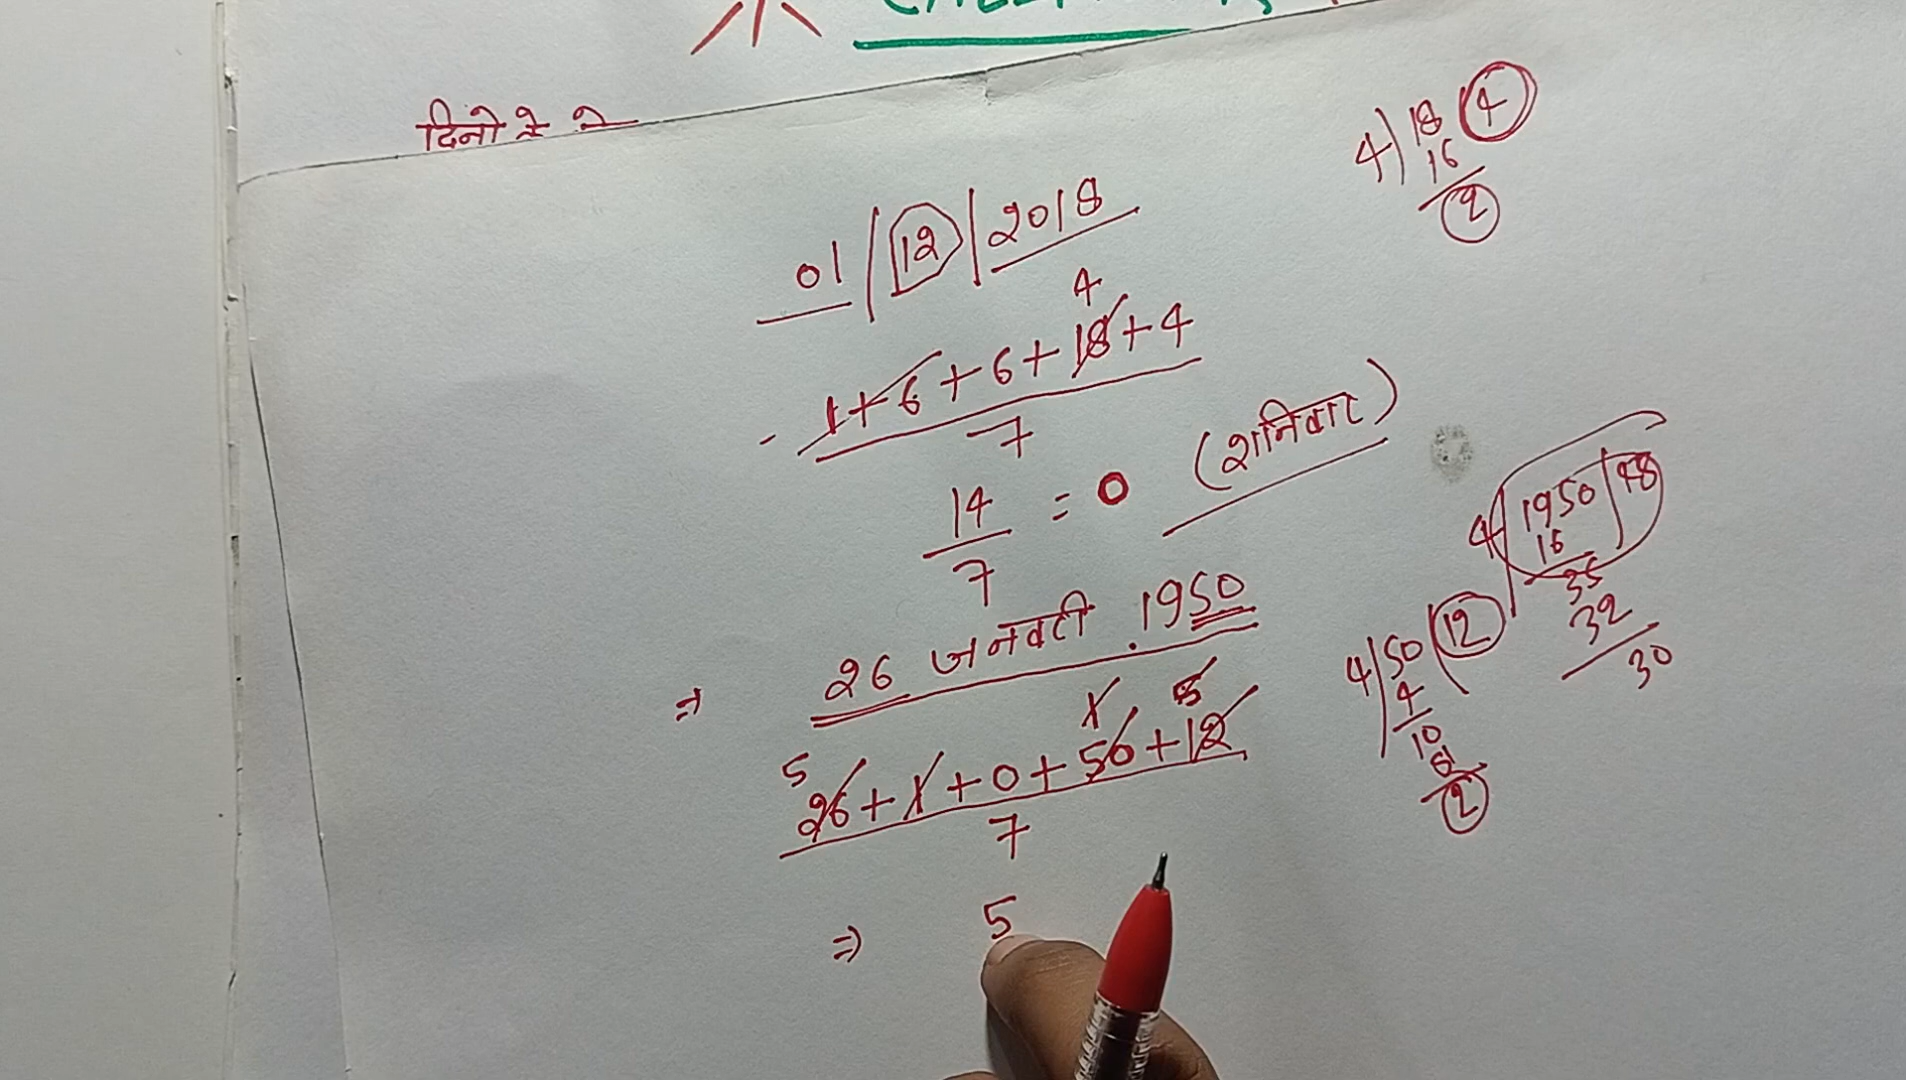 दिनो के
01 | 12 | 2018
4
1 + 6 + 6 + 18 + 4
7
14 = 0 (शनिवार)
7
4) 18 (4
16
2
⇒ 26 जनवरी . 1950
1 5
5
26 + 1 + 0 + 50 + 12
7
⇒ 5
4) 50 (12
4
10
8
2
4) 1950 ( 48
16
35
32
30